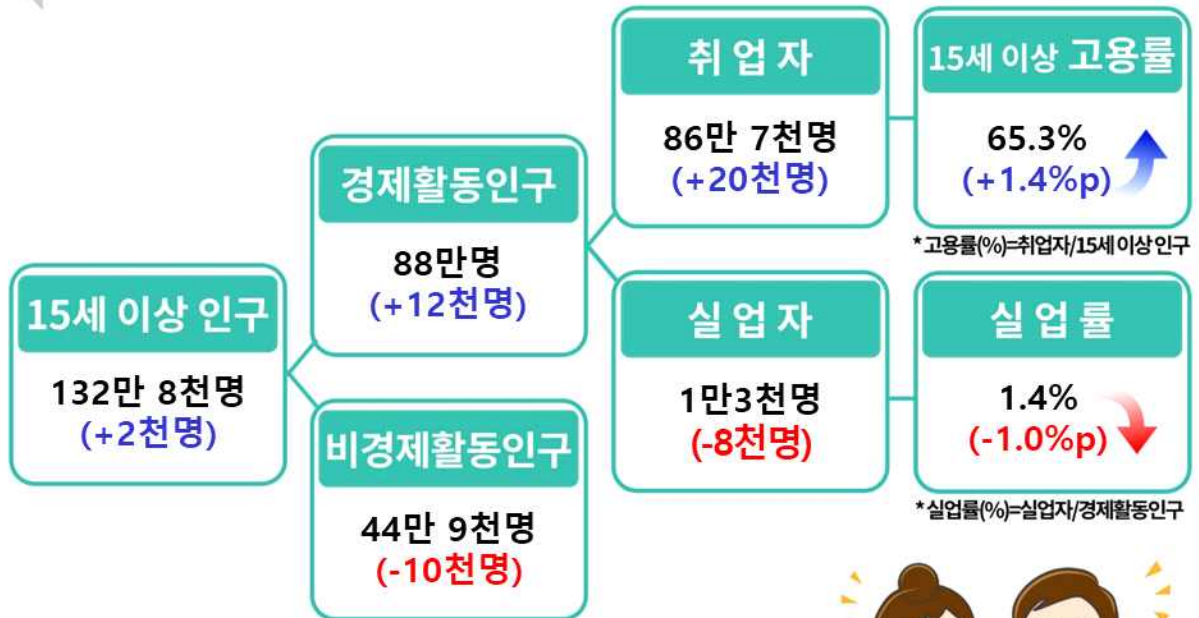 15세 이상 인구
132만 8천명
(+2천명)
경제활동인구
88만명
(+12천명)
비경제활동인구
44만 9천명
(-10천명)
취 업 자
86만 7천명
(+20천명)
15세 이상 고용률
65.3%
(+1.4%p)
*고용률(%)=취업자/15세 이상 인구
실 업 자
1만3천명
(-8천명)
실 업 률
1.4%
(-1.0%p)
*실업률(%)=실업자/경제활동인구